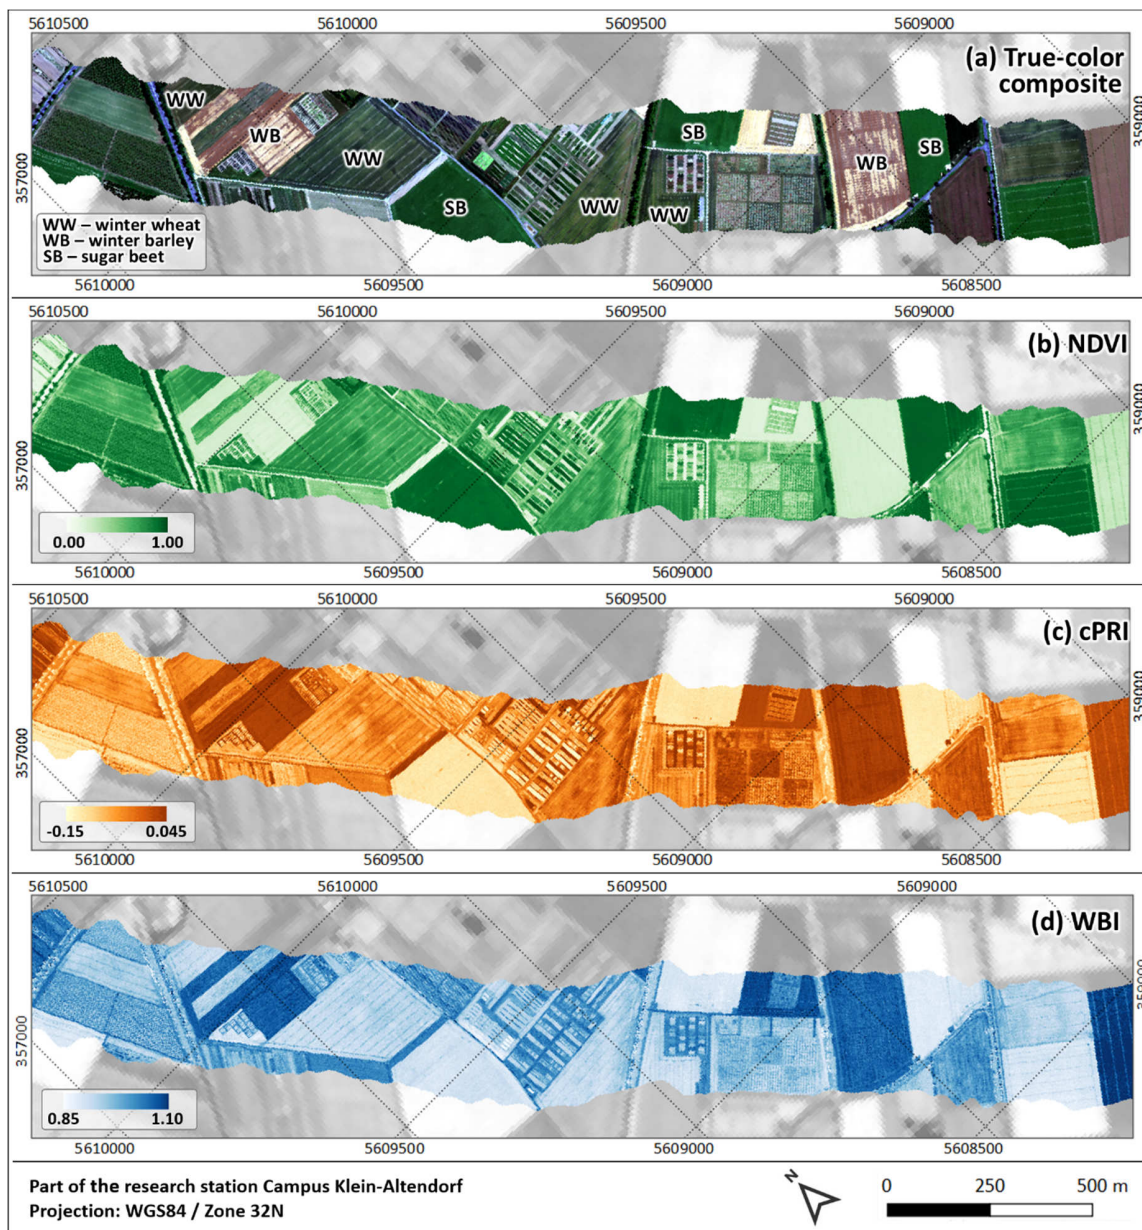 5610500 5610000 5609500 5609000
(a) True-color
composite
WW
WB
WW
SB
WW
SB
WW
WB
SB
357000
359000
WW – winter wheat
WB – winter barley
SB – sugar beet
5610000 5609500 5609000 5608500
5610500 5610000 5609500 5609000
(b) NDVI
357000
359000
0.00 1.00
5610000 5609500 5609000 5608500
5610500 5610000 5609500 5609000
(c) cPRI
357000
359000
-0.15 0.045
5610000 5609500 5609000 5608500
5610500 5610000 5609500 5609000
(d) WBI
357000
359000
0.85 1.10
5610000 5609500 5609000 5608500
Part of the research station Campus Klein-Altendorf
Projection: WGS84 / Zone 32N
N
0 250 500 m